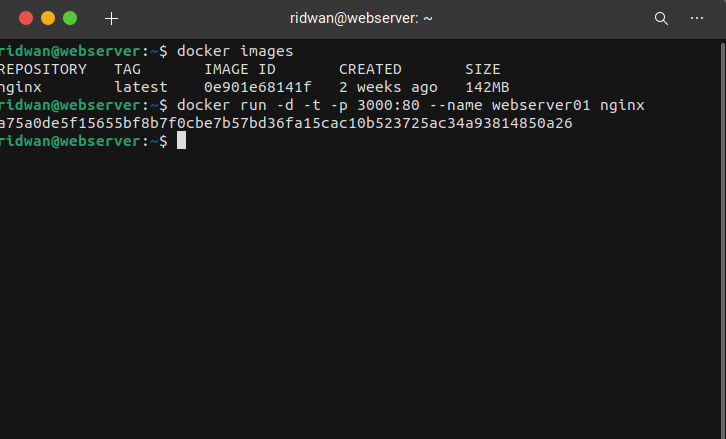 ridwan@webserver: ~
ridwan@webserver:~$ docker images
REPOSITORY   TAG       IMAGE ID       CREATED       SIZE
nginx        latest    0e901e68141f   2 weeks ago   142MB
ridwan@webserver:~$ docker run -d -t -p 3000:80 --name webserver01 nginx
a75a0de5f15655bf8b7f0cbe7b57bd36fa15cac10b523725ac34a93814850a26
ridwan@webserver:~$